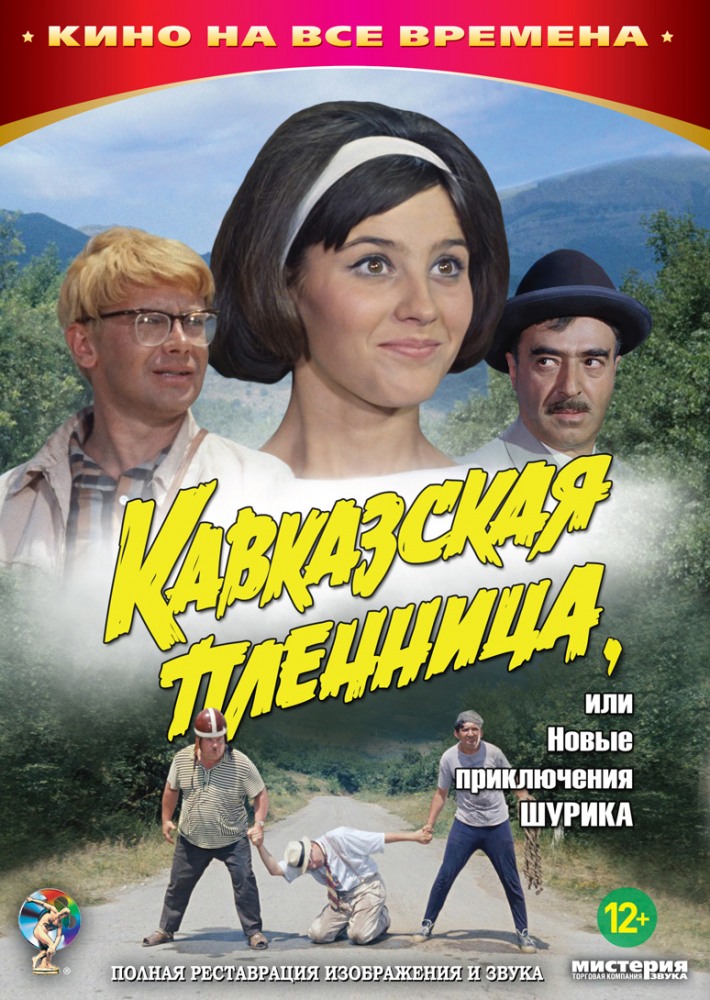 КИНО НА ВСЕ ВРЕМЕНА
КАВКАЗСКАЯ
ПЛЕННИЦА,
или
Новые
приключения
ШУРИКА
12+
®
ПОЛНАЯ РЕСТАВРАЦИЯ ИЗОБРАЖЕНИЯ И ЗВУКА
МИСТЕРИЯ
ТОРГОВАЯ КОМПАНИЯ ЗВУКА